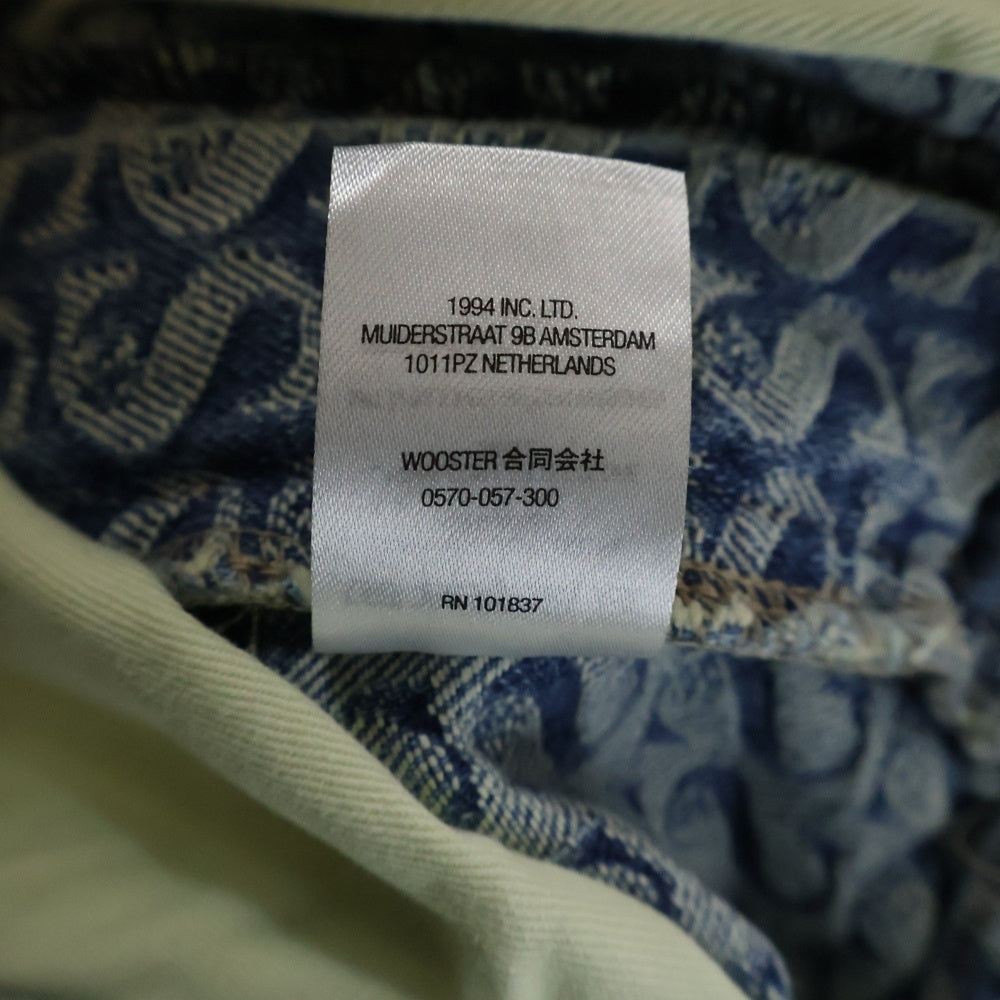 1994 INC. LTD.
MUIDERSTRAAT 9B AMSTERDAM
1011PZ NETHERLANDS
WOOSTER 合同会社
0570-057-300
RN 101837